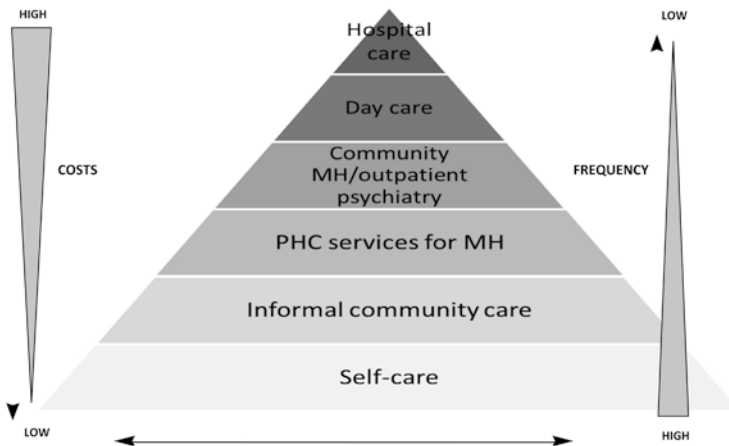 HIGH
LOW
Hospital
care
Day care
Community
MH/outpatient
psychiatry
COSTS
FREQUENCY
PHC services for MH
Informal community care
Self-care
LOW
HIGH